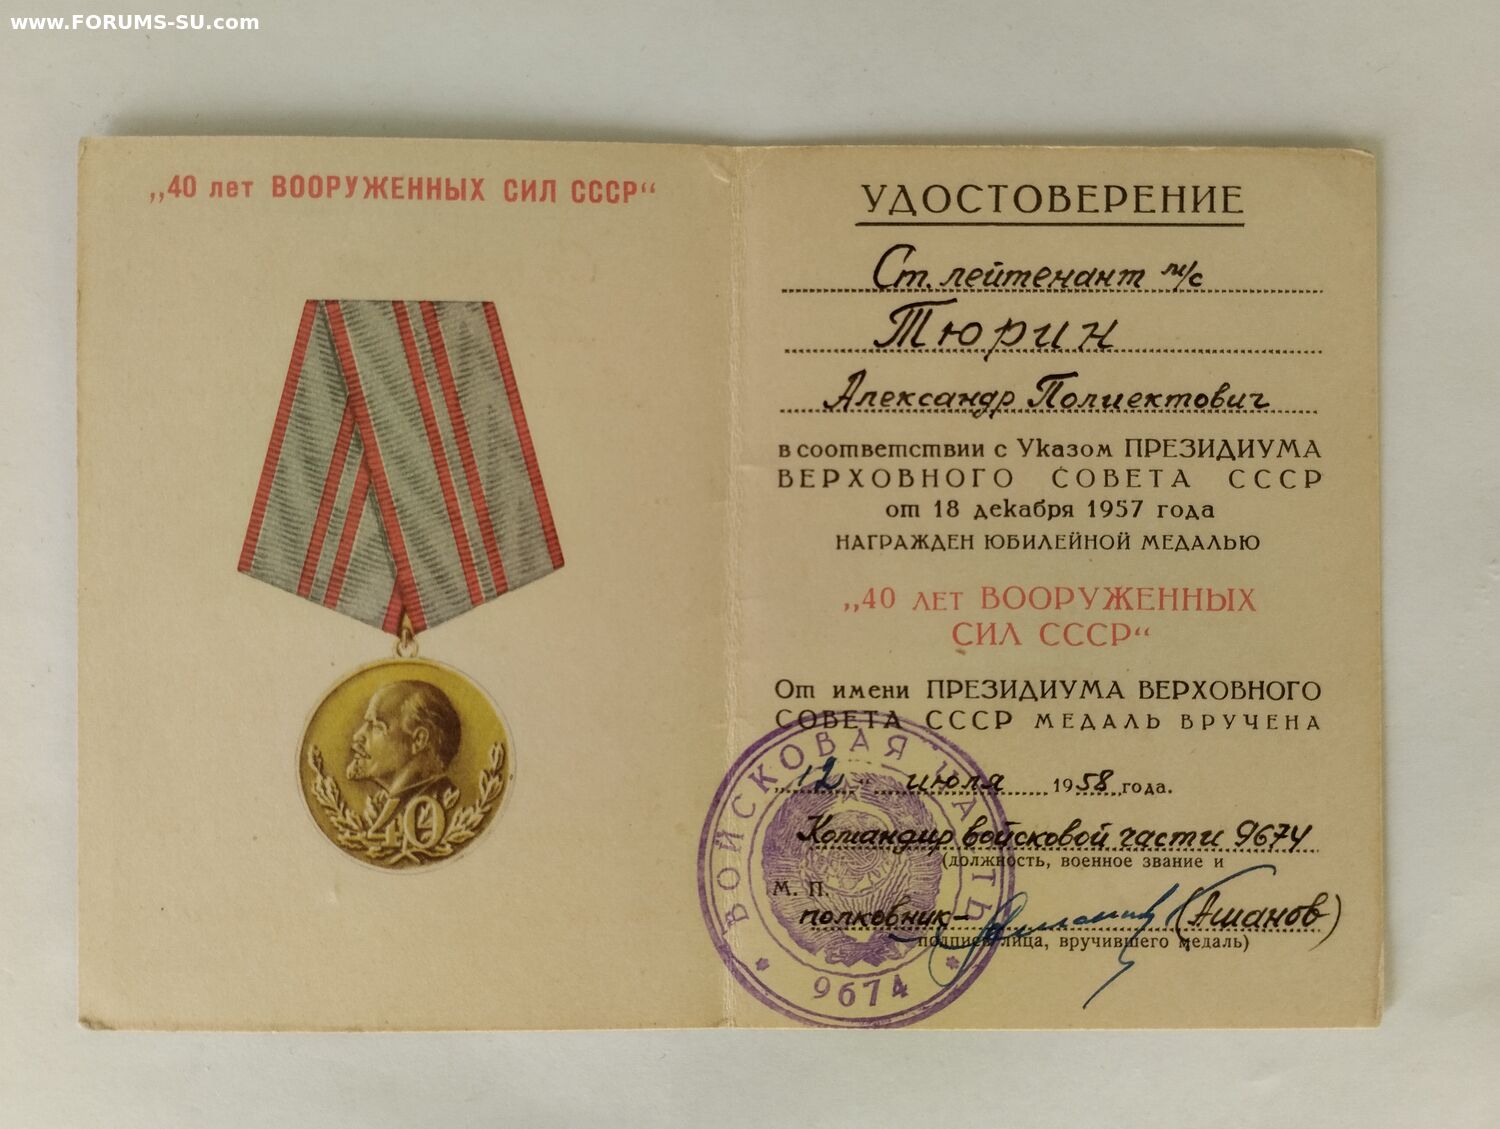 www.FORUMS-SU.com
„40 лет ВООРУЖЕННЫХ СИЛ СССР“
40
УДОСТОВЕРЕНИЕ
Ст. лейтенант м/с
Тюрин
Александр Полиектович
в соответствии с Указом ПРЕЗИДИУМА
ВЕРХОВНОГО СОВЕТА СССР
от 18 декабря 1957 года
НАГРАЖДЕН ЮБИЛЕЙНОЙ МЕДАЛЬЮ
„40 ЛЕТ ВООРУЖЕННЫХ
СИЛ СССР“
От имени ПРЕЗИДИУМА ВЕРХОВНОГО
СОВЕТА СССР МЕДАЛЬ ВРУЧЕНА
„12“ июля 1958 года.
Командир войсковой части 9674
(должность, военное звание и
М. П.
полковник- (Ашанов)
подпись лица, вручившего медаль)
ВОЙСКОВАЯ ЧАСТЬ
* 9674 *